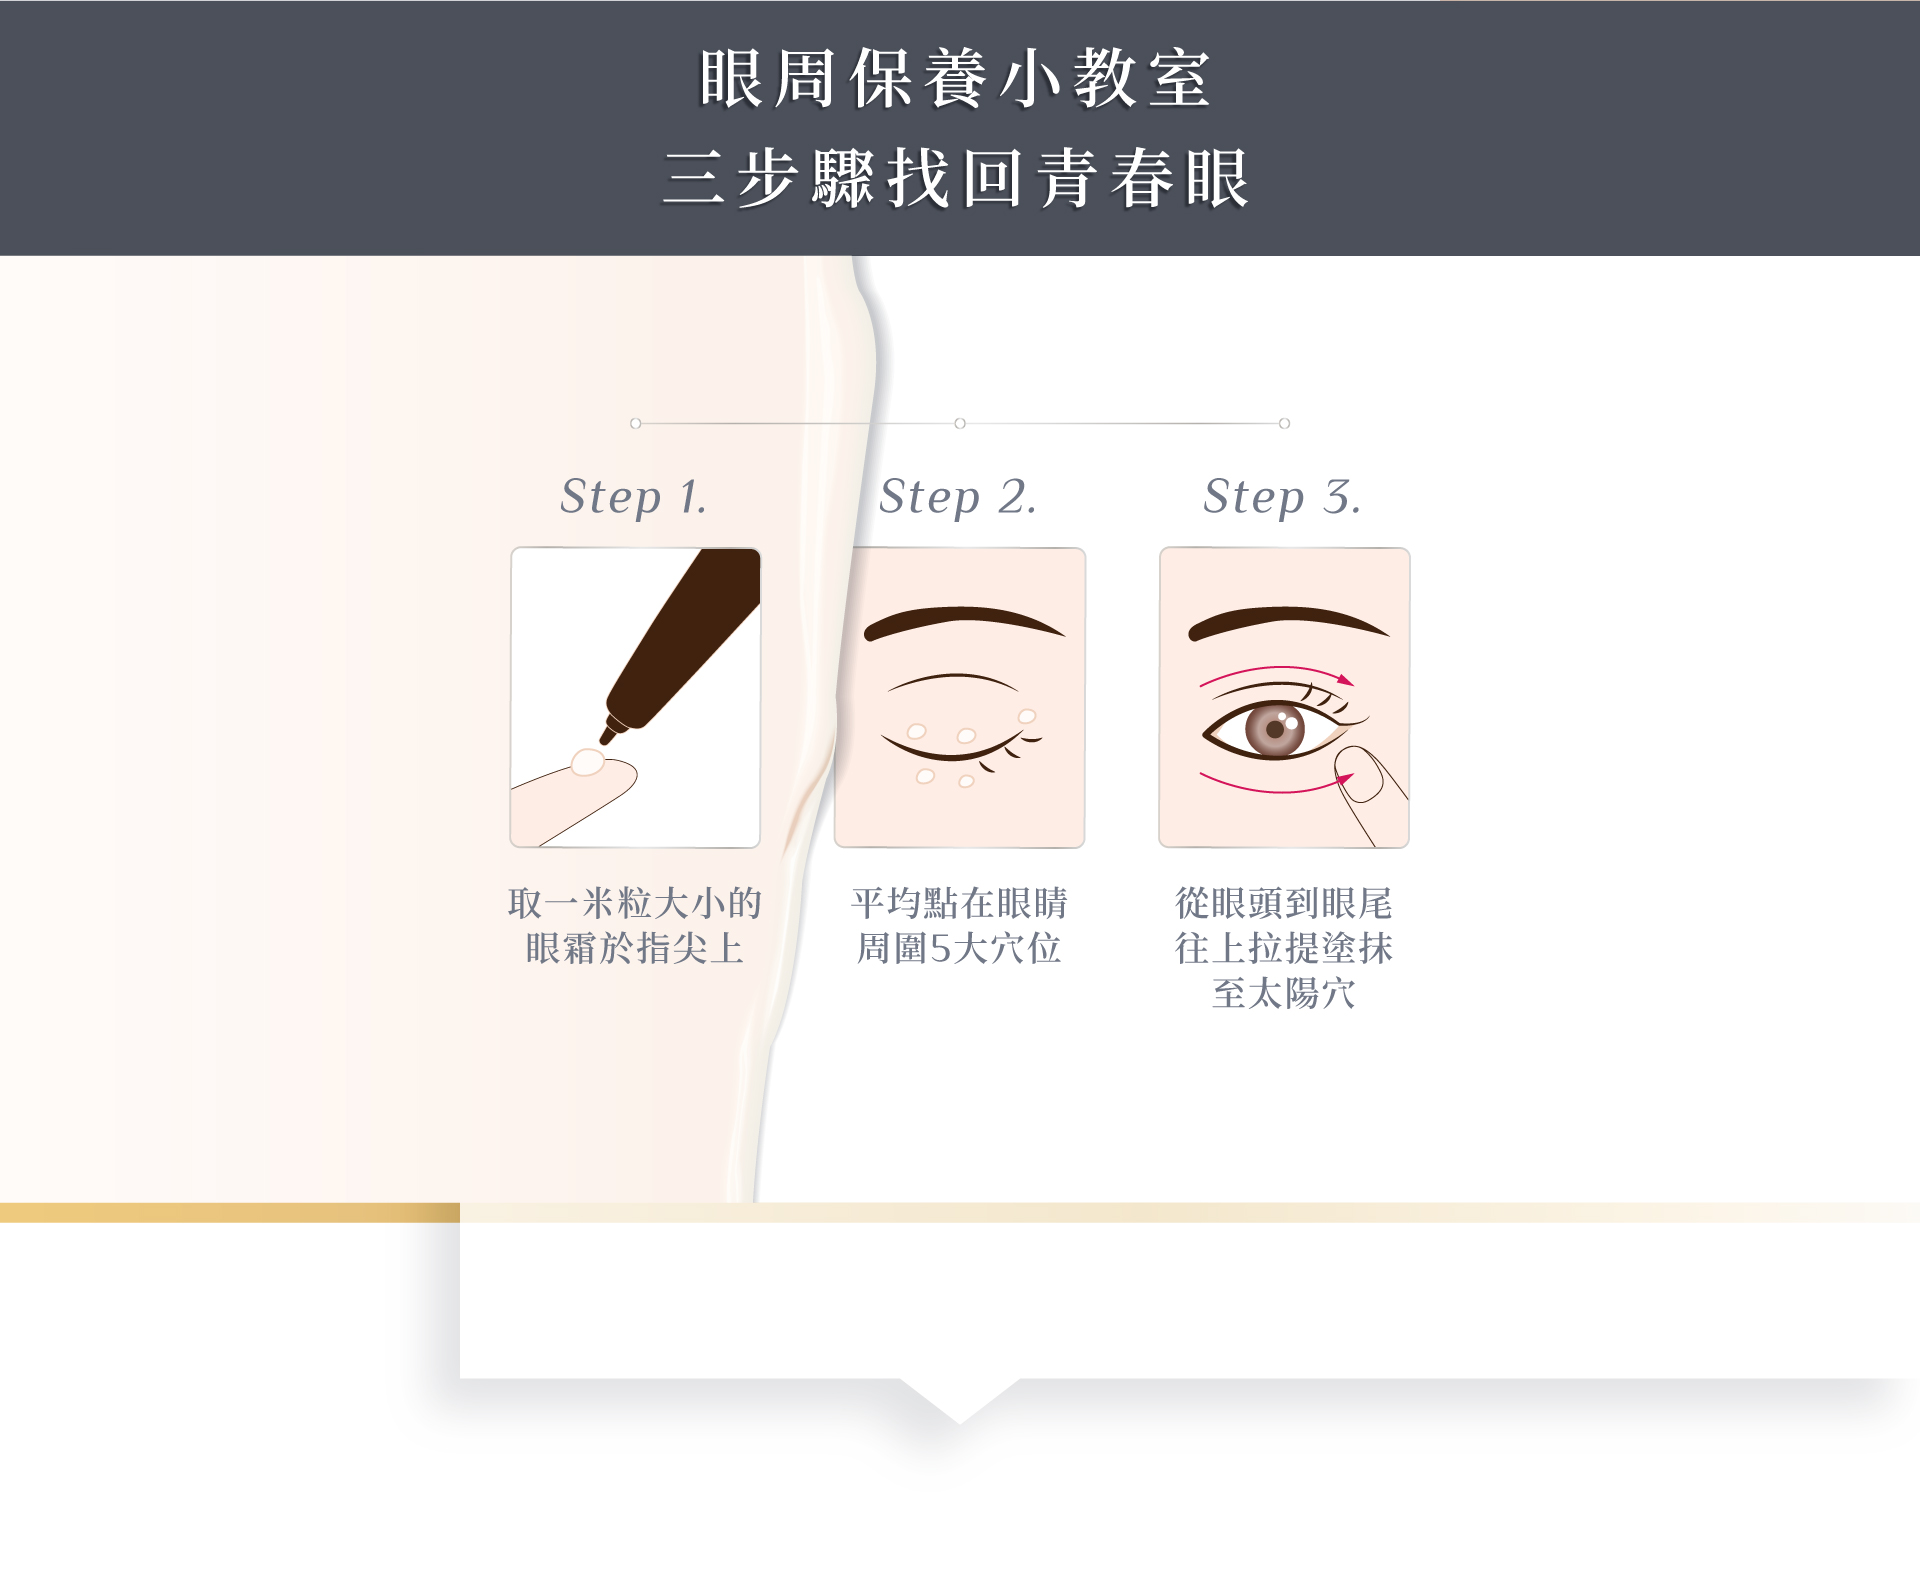 眼周保養小教室
三步驟找回青春眼
Step 1.
取一米粒大小的
眼霜於指尖上
Step 2.
平均點在眼睛
周圍5大穴位
Step 3.
從眼頭到眼尾
往上拉提塗抹
至太陽穴